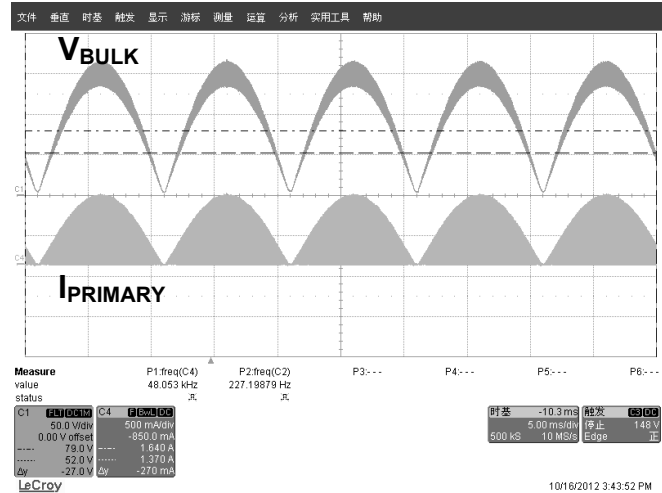 文件 垂直 时基 触发 显示 游标 测量 运算 分析 实用工具 帮助
V_BULK
C1
C4
I_PRIMARY
Measure P1:freq(C4) P2:freq(C2) P3:--- P4:--- P5:--- P6:---
value 48.053 kHz 227.19879 Hz
status
C1 FLT DC1M
50.0 V/div
0.00 V offset
79.0 V
52.0 V
Δy -27.0 V
C4 F BwL DC
500 mA/div
-850.0 mA
1.640 A
1.370 A
Δy -270 mA
时基 -10.3 ms
5.00 ms/div
500 kS 10 MS/s
触发 C3 DC
停止 148 V
Edge 正
LeCroy
10/16/2012 3:43:52 PM